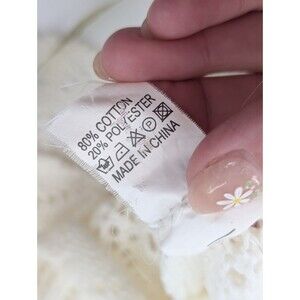 80% COTTON
20% POLYESTER
MADE IN CHINA